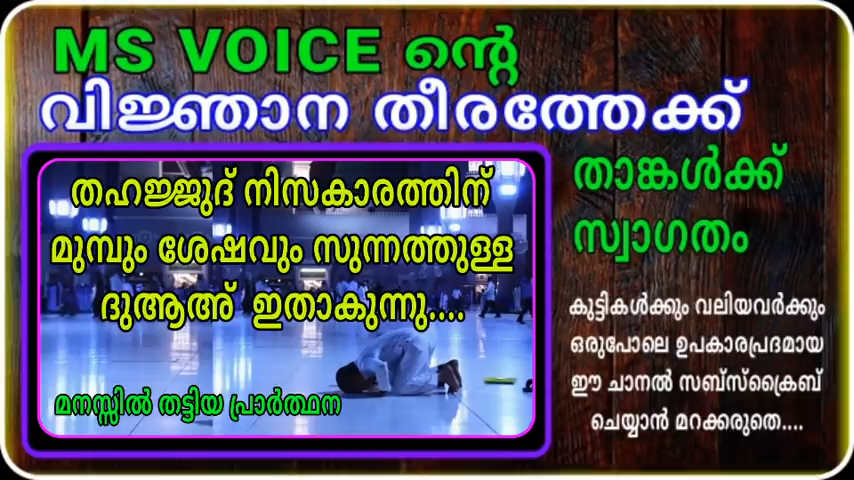 MS VOICE ന്റെ
വിജ്ഞാന തീരത്തേക്ക്
താങ്കൾക്ക്
സ്വാഗതം
തഹജ്ജുദ് നിസകാരത്തിന്
മുമ്പും ശേഷവും സുന്നത്തുള്ള
ദുആഅ് ഇതാകുന്നു....
മനസ്സിൽ തട്ടിയ പ്രാർത്ഥന
കുട്ടികൾക്കും വലിയവർക്കും
ഒരുപോലെ ഉപകാരപ്രദമായ
ഈ ചാനൽ സബ്സ്ക്രൈബ്
ചെയ്യാൻ മറക്കരുതെ....